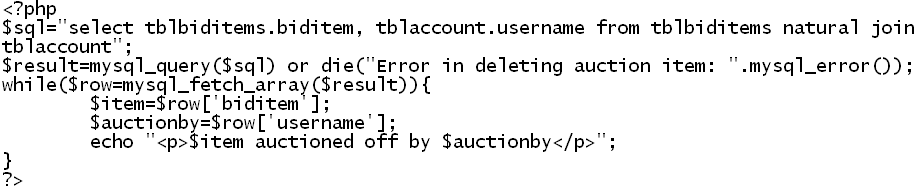 <?php
$sql="select tblbiditems.biditem, tblaccount.username from tblbiditems natural join
tblaccount";
$result=mysql_query($sql) or die("Error in deleting auction item: ".mysql_error());
while($row=mysql_fetch_array($result)){
        $item=$row['biditem'];
        $auctionby=$row['username'];
        echo "<p>$item auctioned off by $auctionby</p>";
}
?>